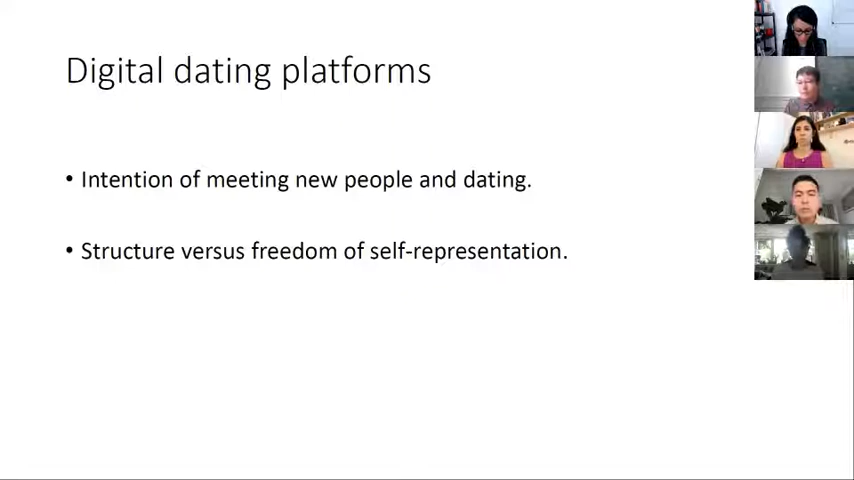 Digital dating platforms
• Intention of meeting new people and dating.
• Structure versus freedom of self-representation.